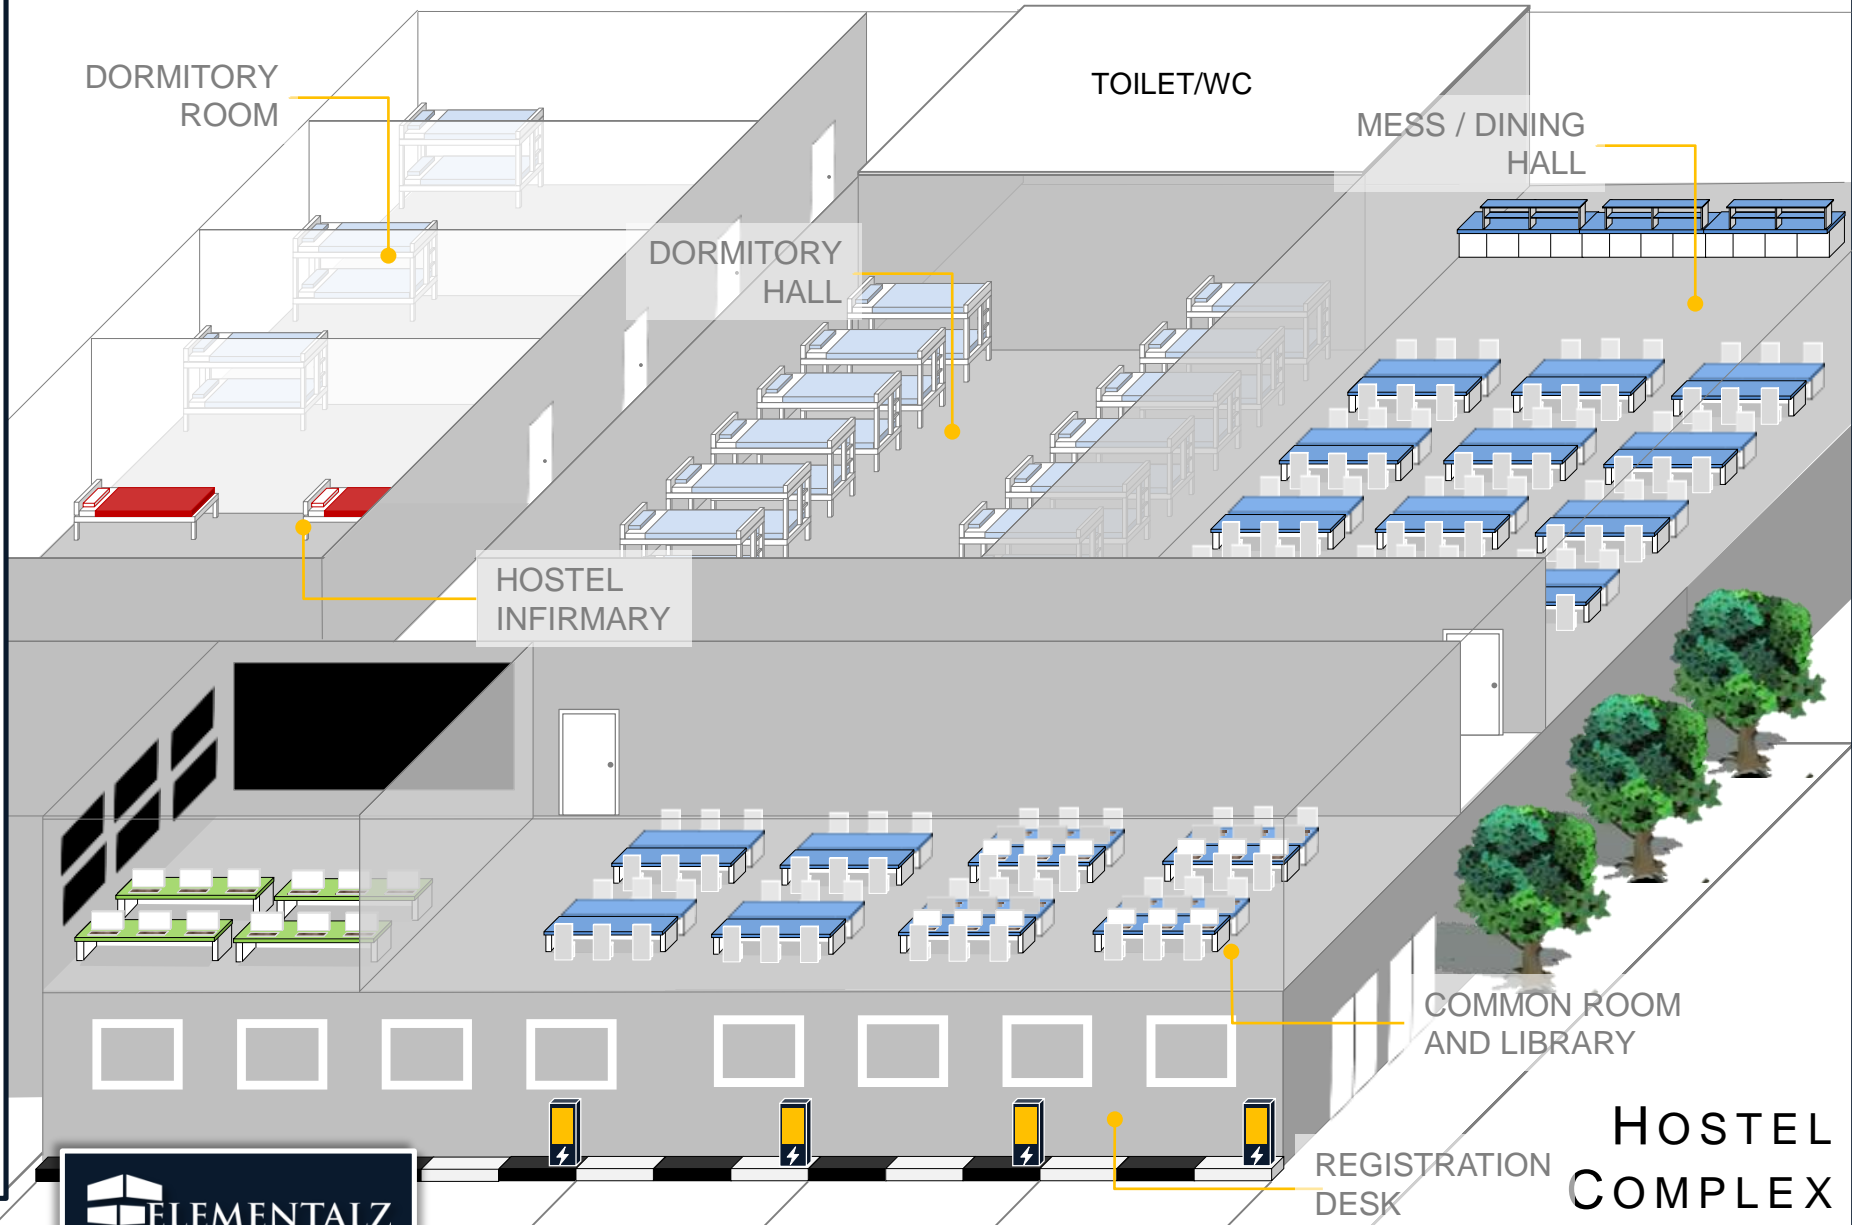 DORMITORY
ROOM
TOILET/WC
MESS / DINING
HALL
DORMITORY
HALL
HOSTEL
INFIRMARY
COMMON ROOM
AND LIBRARY
REGISTRATION
DESK
HOSTEL
COMPLEX
ELEMENTALZ